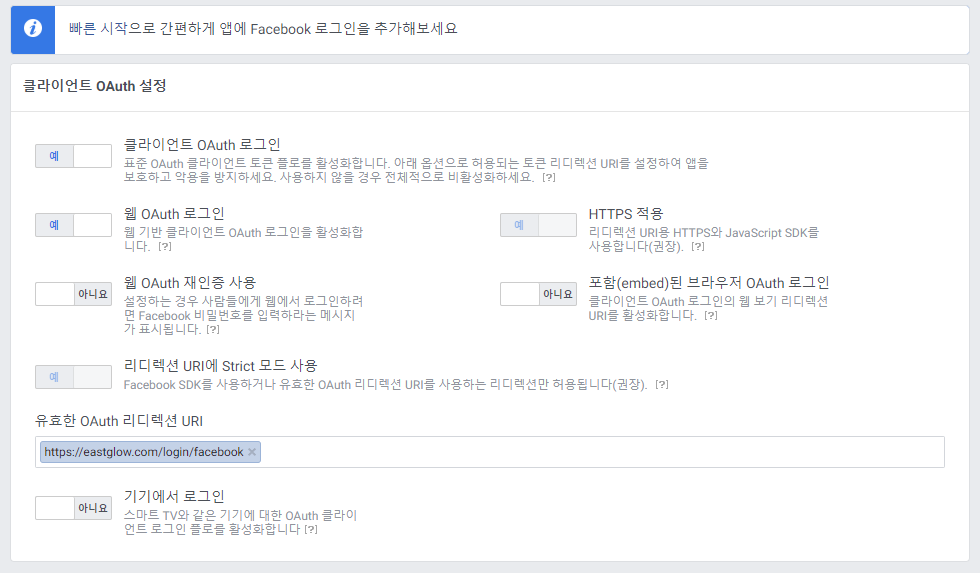 빠른 시작으로 간편하게 앱에 Facebook 로그인을 추가해보세요
클라이언트 OAuth 설정
예
클라이언트 OAuth 로그인
표준 OAuth 클라이언트 토큰 플로를 활성화합니다. 아래 옵션으로 허용되는 토큰 리디렉션 URI를 설정하여 앱을
보호하고 악용을 방지하세요. 사용하지 않을 경우 전체적으로 비활성화하세요. [?]
예
웹 OAuth 로그인
웹 기반 클라이언트 OAuth 로그인을 활성화합
니다. [?]
예
HTTPS 적용
리디렉션 URI용 HTTPS와 JavaScript SDK를
사용합니다(권장). [?]
아니요
웹 OAuth 재인증 사용
설정하는 경우 사람들에게 웹에서 로그인하려
면 Facebook 비밀번호를 입력하라는 메시지
가 표시됩니다. [?]
아니요
포함(embed)된 브라우저 OAuth 로그인
클라이언트 OAuth 로그인의 웹 보기 리디렉션
URI를 활성화합니다. [?]
예
리디렉션 URI에 Strict 모드 사용
Facebook SDK를 사용하거나 유효한 OAuth 리디렉션 URI를 사용하는 리디렉션만 허용됩니다(권장). [?]
유효한 OAuth 리디렉션 URI
https://eastglow.com/login/facebook ×
아니요
기기에서 로그인
스마트 TV와 같은 기기에 대한 OAuth 클라이
언트 로그인 플로를 활성화합니다 [?]